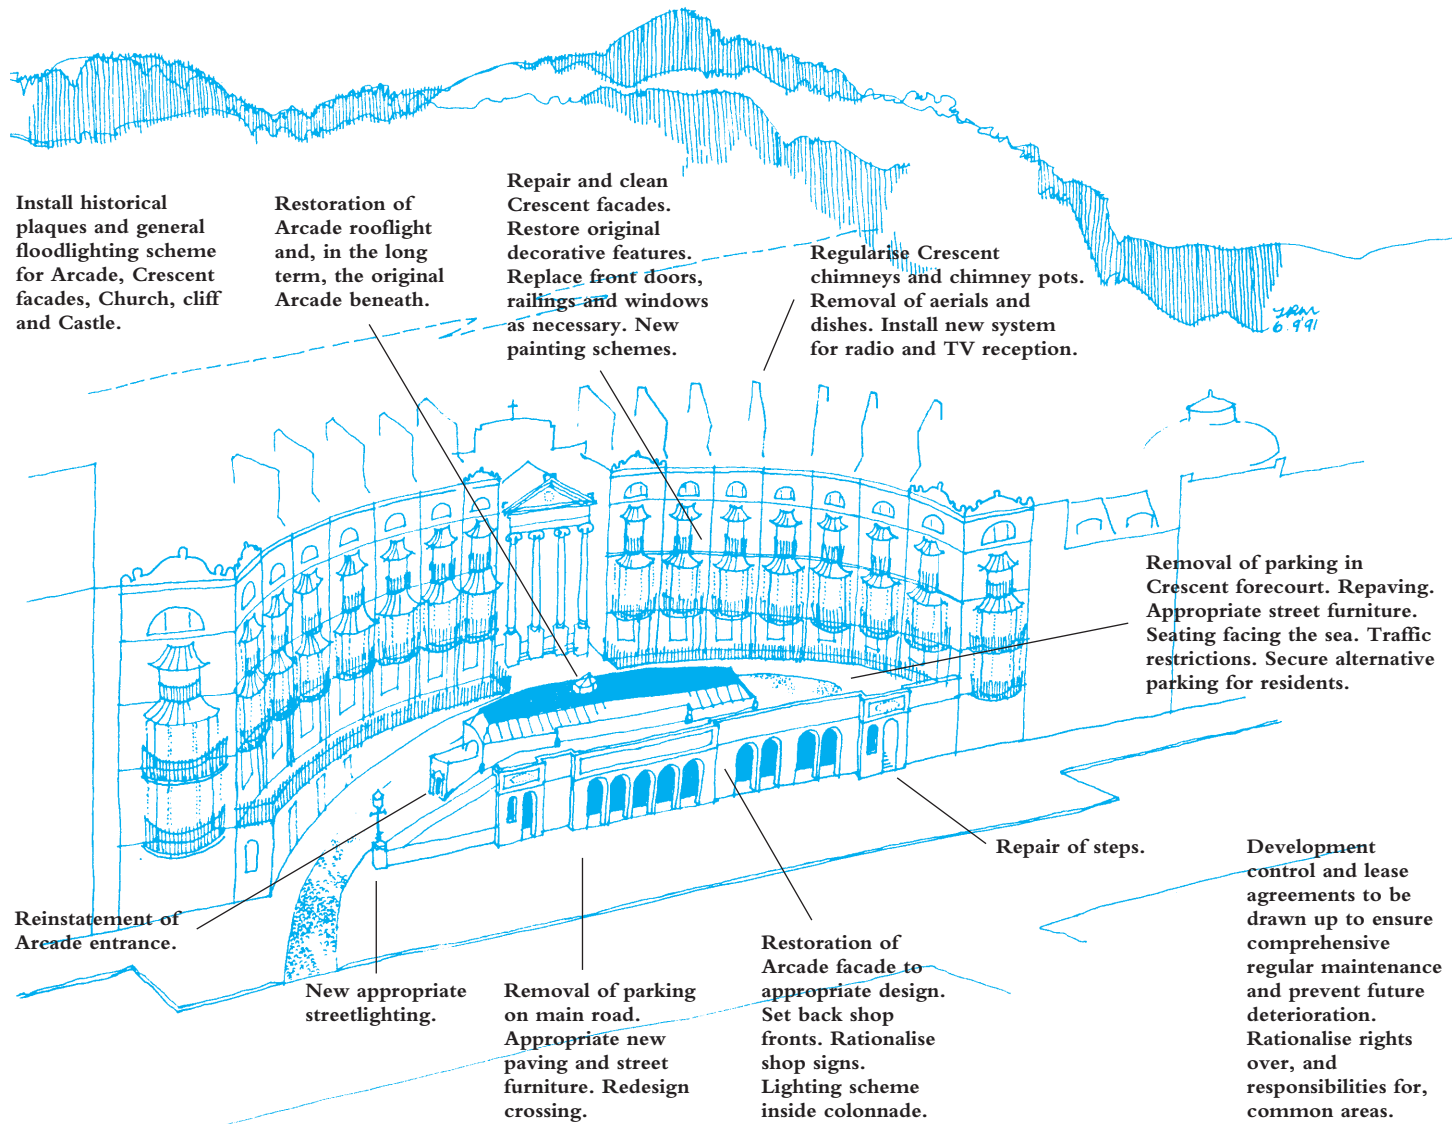 Install historical
plaques and general
floodlighting scheme
for Arcade, Crescent
facades, Church, cliff
and Castle.
Restoration of
Arcade rooflight
and, in the long
term, the original
Arcade beneath.
Repair and clean
Crescent facades.
Restore original
decorative features.
Replace front doors,
railings and windows
as necessary. New
painting schemes.
Regularise Crescent
chimneys and chimney pots.
Removal of aerials and
dishes. Install new system
for radio and TV reception.
6.9'91
Removal of parking in
Crescent forecourt. Repaving.
Appropriate street furniture.
Seating facing the sea. Traffic
restrictions. Secure alternative
parking for residents.
Repair of steps.
Development
control and lease
agreements to be
drawn up to ensure
comprehensive
regular maintenance
and prevent future
deterioration.
Rationalise rights
over, and
responsibilities for,
common areas.
Reinstatement of
Arcade entrance.
New appropriate
streetlighting.
Removal of parking
on main road.
Appropriate new
paving and street
furniture. Redesign
crossing.
Restoration of
Arcade facade to
appropriate design.
Set back shop
fronts. Rationalise
shop signs.
Lighting scheme
inside colonnade.